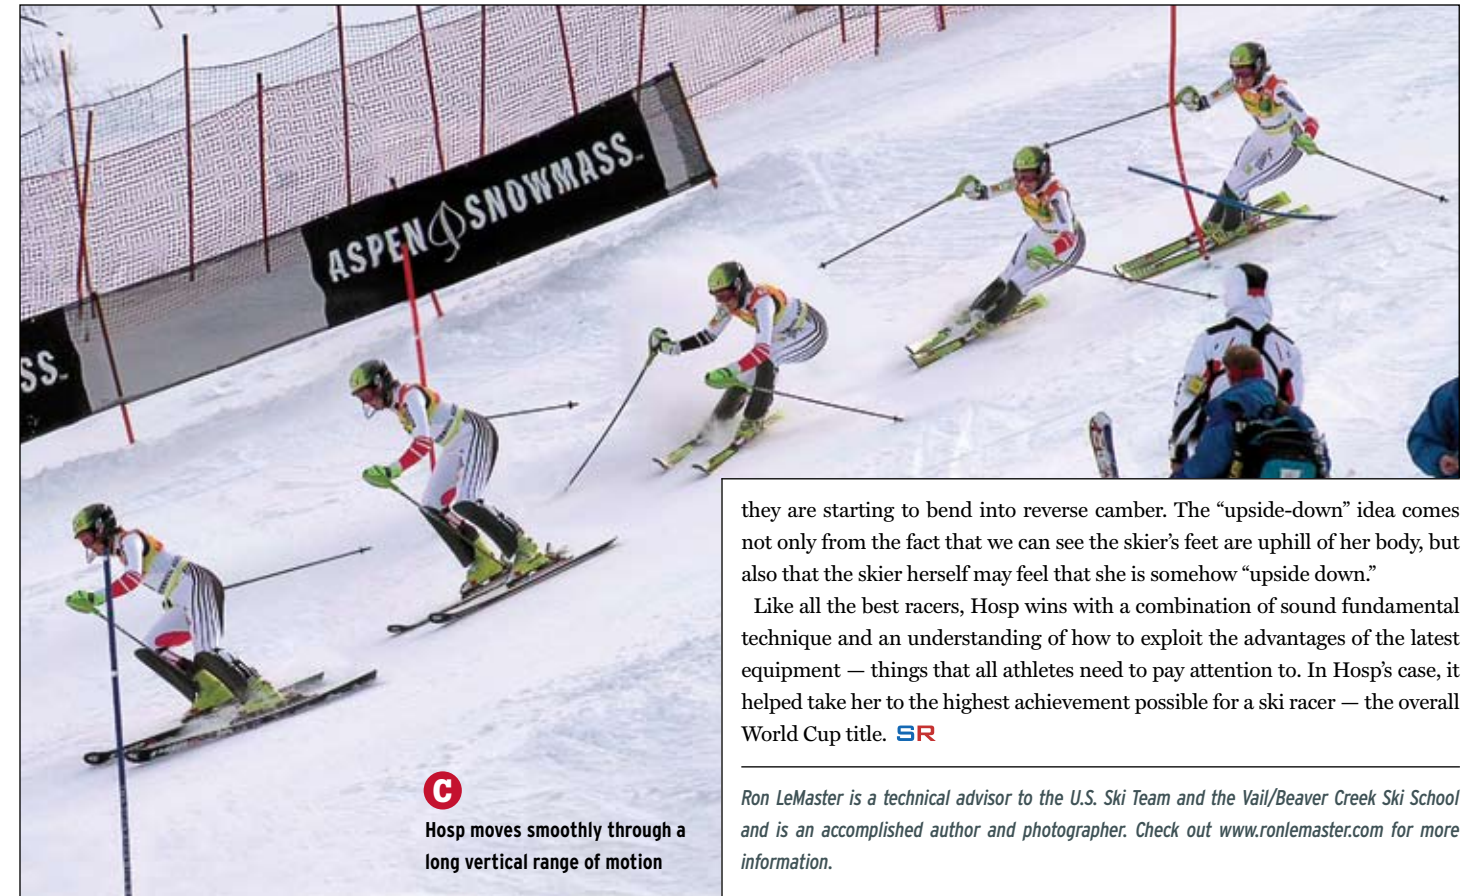 ASPEN SNOWMASS™
SS™
they are starting to bend into reverse camber. The “upside-down” idea comes
not only from the fact that we can see the skier’s feet are uphill of her body, but
also that the skier herself may feel that she is somehow “upside down.”
Like all the best racers, Hosp wins with a combination of sound fundamental
technique and an understanding of how to exploit the advantages of the latest
equipment — things that all athletes need to pay attention to. In Hosp’s case, it
helped take her to the highest achievement possible for a ski racer — the overall
World Cup title. SR
C
Hosp moves smoothly through a
long vertical range of motion
Ron LeMaster is a technical advisor to the U.S. Ski Team and the Vail/Beaver Creek Ski School
and is an accomplished author and photographer. Check out www.ronlemaster.com for more
information.